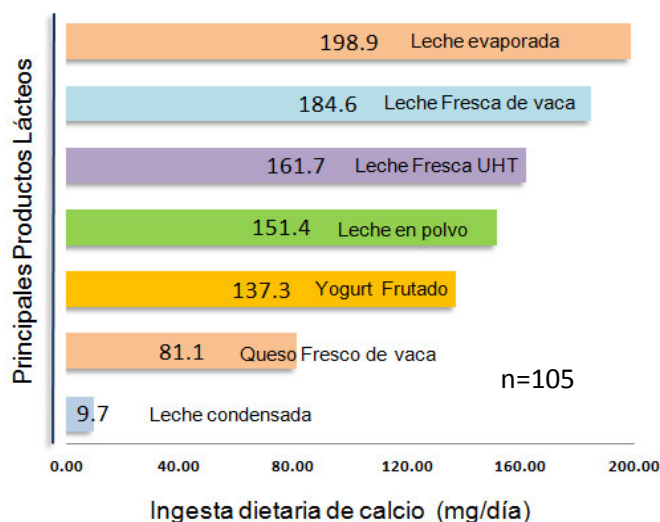 Principales Productos Lácteos
198.9 Leche evaporada
184.6 Leche Fresca de vaca
161.7 Leche Fresca UHT
151.4 Leche en polvo
137.3 Yogurt Frutado
81.1 Queso Fresco de vaca
n=105
9.7 Leche condensada
0.00 40.00 80.00 120.00 160.00 200.00
Ingesta dietaria de calcio (mg/día)